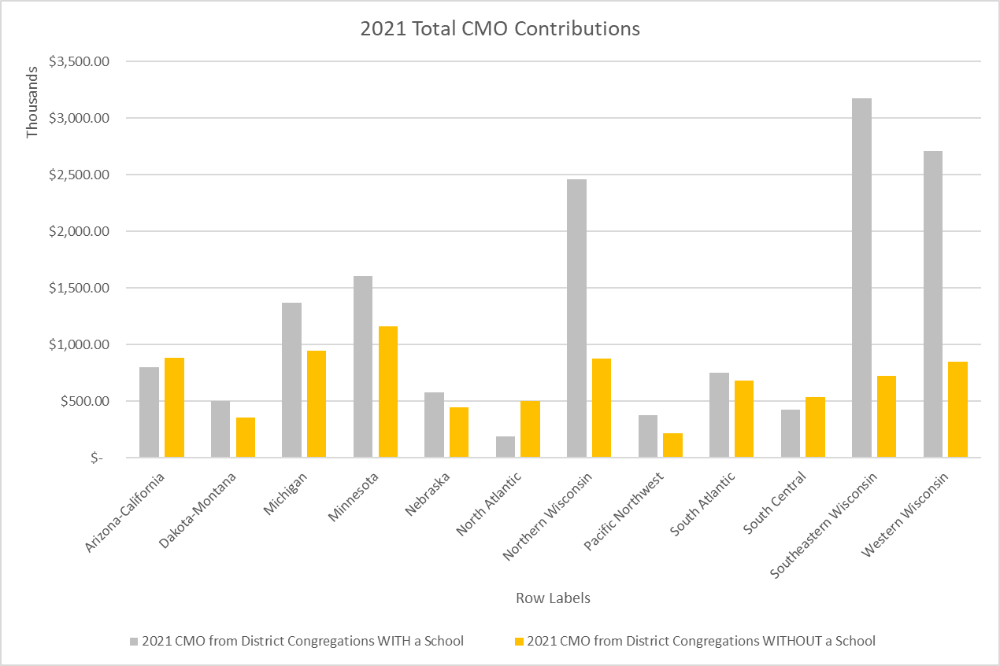 2021 Total CMO Contributions
Thousands
$3,500.00
$3,000.00
$2,500.00
$2,000.00
$1,500.00
$1,000.00
$500.00
$-
Arizona-California
Dakota-Montana
Michigan
Minnesota
Nebraska
North Atlantic
Northern Wisconsin
Pacific Northwest
South Atlantic
South Central
Southeastern Wisconsin
Western Wisconsin
Row Labels
2021 CMO from District Congregations WITH a School
2021 CMO from District Congregations WITHOUT a School